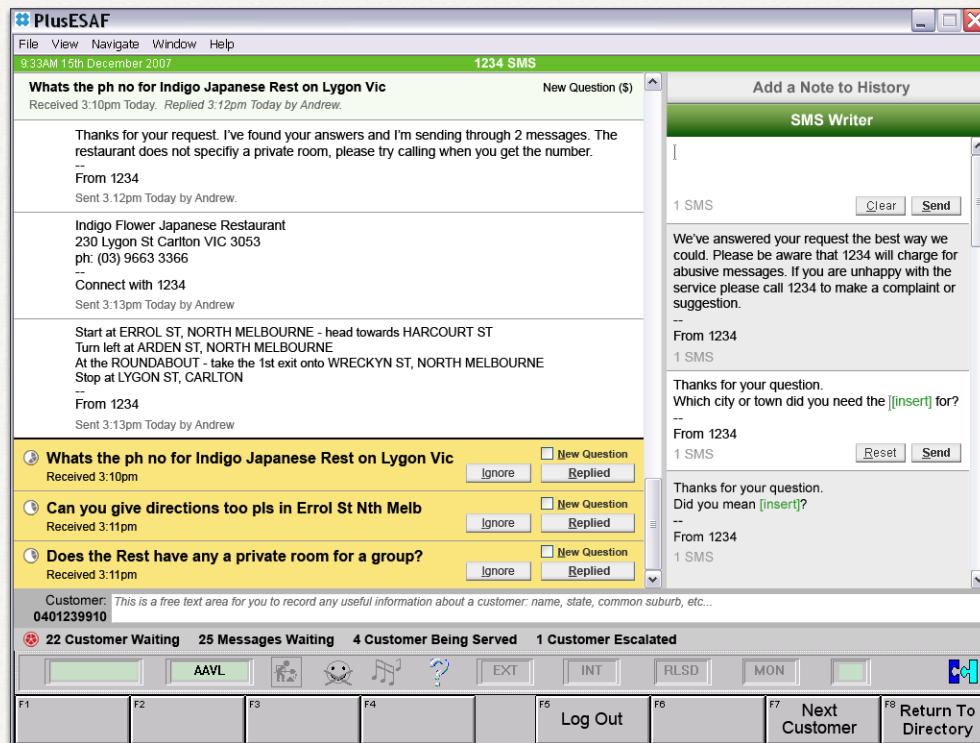 PlusESAF
File View Navigate Window Help
9:33AM 15th December 2007 1234 SMS
Whats the ph no for Indigo Japanese Rest on Lygon Vic New Question ($)
Received 3:10pm Today. Replied 3:12pm Today by Andrew.
Thanks for your request. I've found your answers and I'm sending through 2 messages. The
restaurant does not specifiy a private room, please try calling when you get the number.
--
From 1234
Sent 3.12pm Today by Andrew.
Indigo Flower Japanese Restaurant
230 Lygon St Carlton VIC 3053
ph: (03) 9663 3366
--
Connect with 1234
Sent 3:13pm Today by Andrew
Start at ERROL ST, NORTH MELBOURNE - head towards HARCOURT ST
Turn left at ARDEN ST, NORTH MELBOURNE
At the ROUNDABOUT - take the 1st exit onto WRECKYN ST, NORTH MELBOURNE
Stop at LYGON ST, CARLTON
--
From 1234
Sent 3:13pm Today by Andrew
Whats the ph no for Indigo Japanese Rest on Lygon Vic
Received 3:10pm
Ignore
New Question
Replied
Can you give directions too pls in Errol St Nth Melb
Received 3:11pm
Ignore
New Question
Replied
Does the Rest have any a private room for a group?
Received 3:11pm
Ignore
New Question
Replied
Add a Note to History
SMS Writer
1 SMS Clear Send
We've answered your request the best way we
could. Please be aware that 1234 will charge for
abusive messages. If you are unhappy with the
service please call 1234 to make a complaint or
suggestion.
--
From 1234
1 SMS
Thanks for your question.
Which city or town did you need the [insert] for?
--
From 1234
1 SMS Reset Send
Thanks for your question.
Did you mean [insert]?
--
From 1234
1 SMS
Customer: This is a free text area for you to record any useful information about a customer: name, state, common suburb, etc...
0401239910
22 Customer Waiting 25 Messages Waiting 4 Customer Being Served 1 Customer Escalated
AAVL EXT INT RLSD MON
F1 F2 F3 F4 F5 Log Out F6 F7 Next Customer F8 Return To Directory